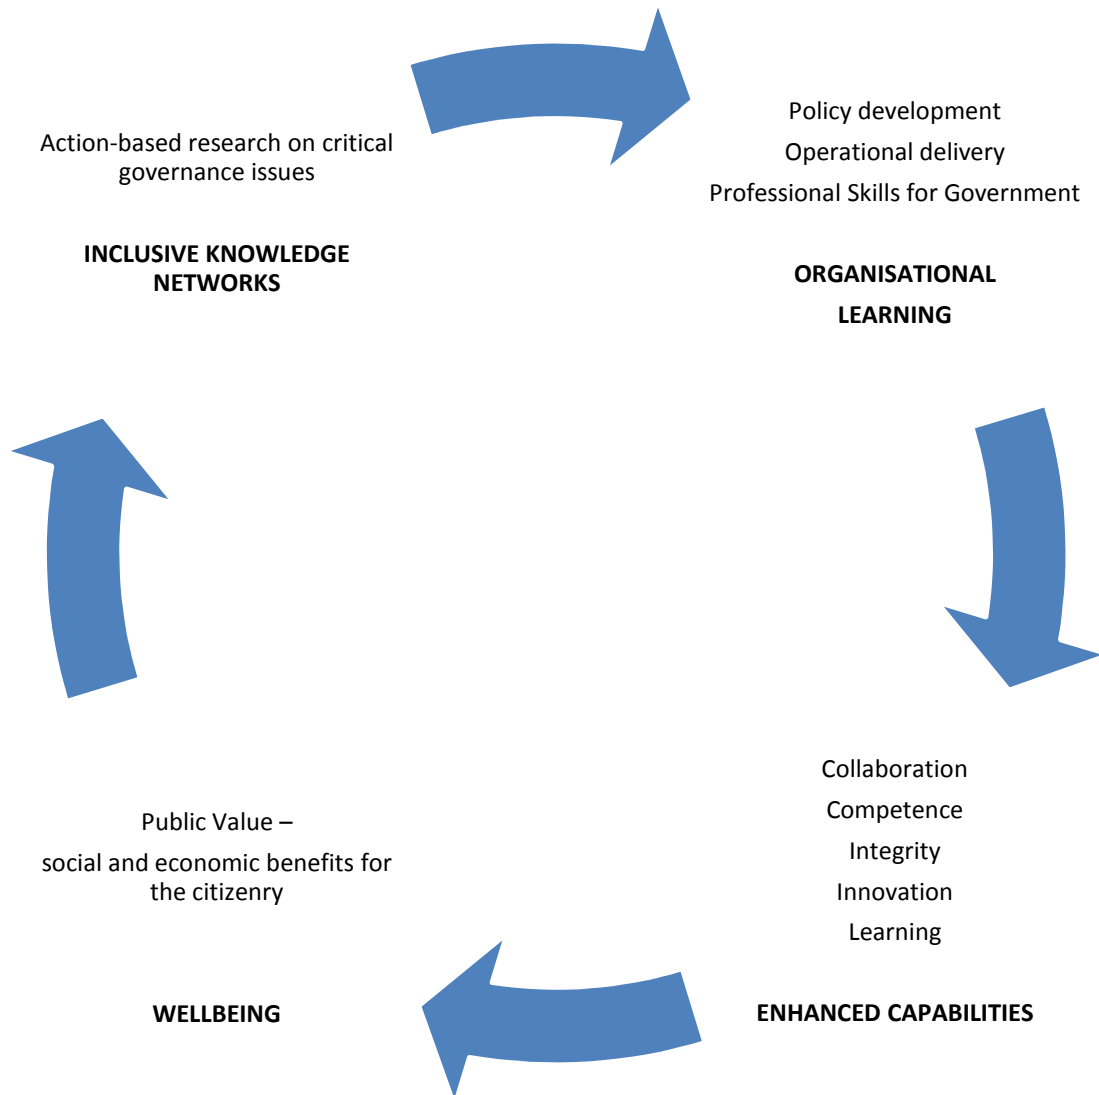 Action-based research on critical
governance issues
INCLUSIVE KNOWLEDGE
NETWORKS
Policy development
Operational delivery
Professional Skills for Government
ORGANISATIONAL
LEARNING
Collaboration
Competence
Integrity
Innovation
Learning
ENHANCED CAPABILITIES
Public Value –
social and economic benefits for
the citizenry
WELLBEING